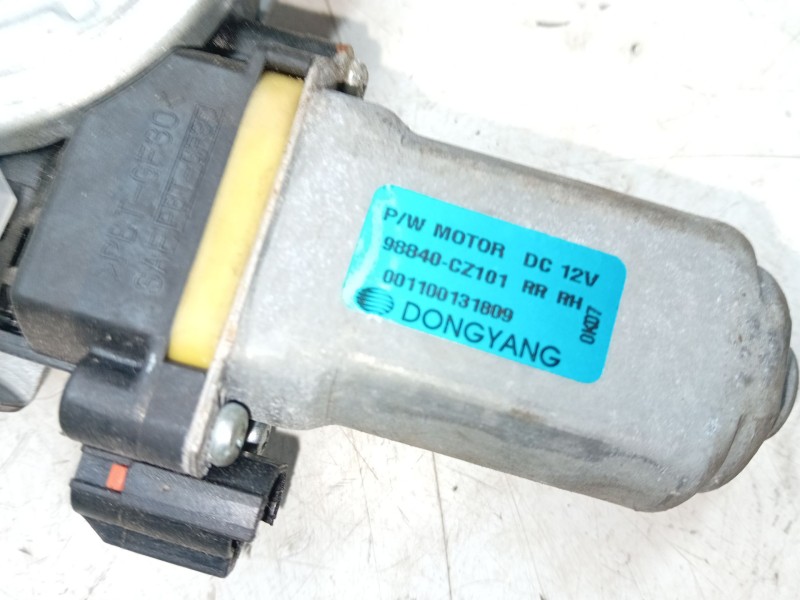 P/W MOTOR DC 12V
98840-CZ101 RR RH
001100131809
DONGYANG
0K07